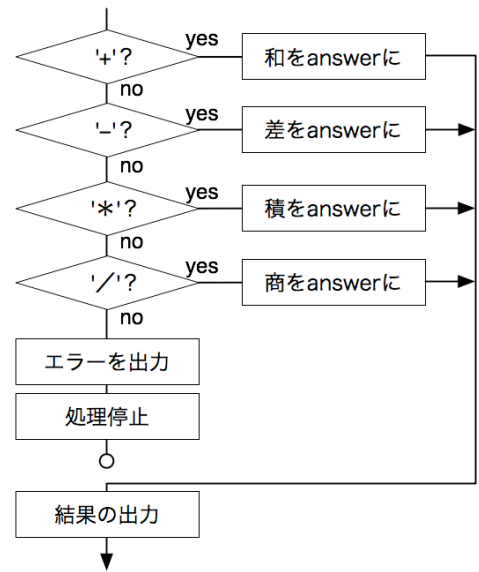 '+'?
yes
和をanswerに
no
'−'?
yes
差をanswerに
no
'＊'?
yes
積をanswerに
no
'／'?
yes
商をanswerに
no
エラーを出力
処理停止
結果の出力